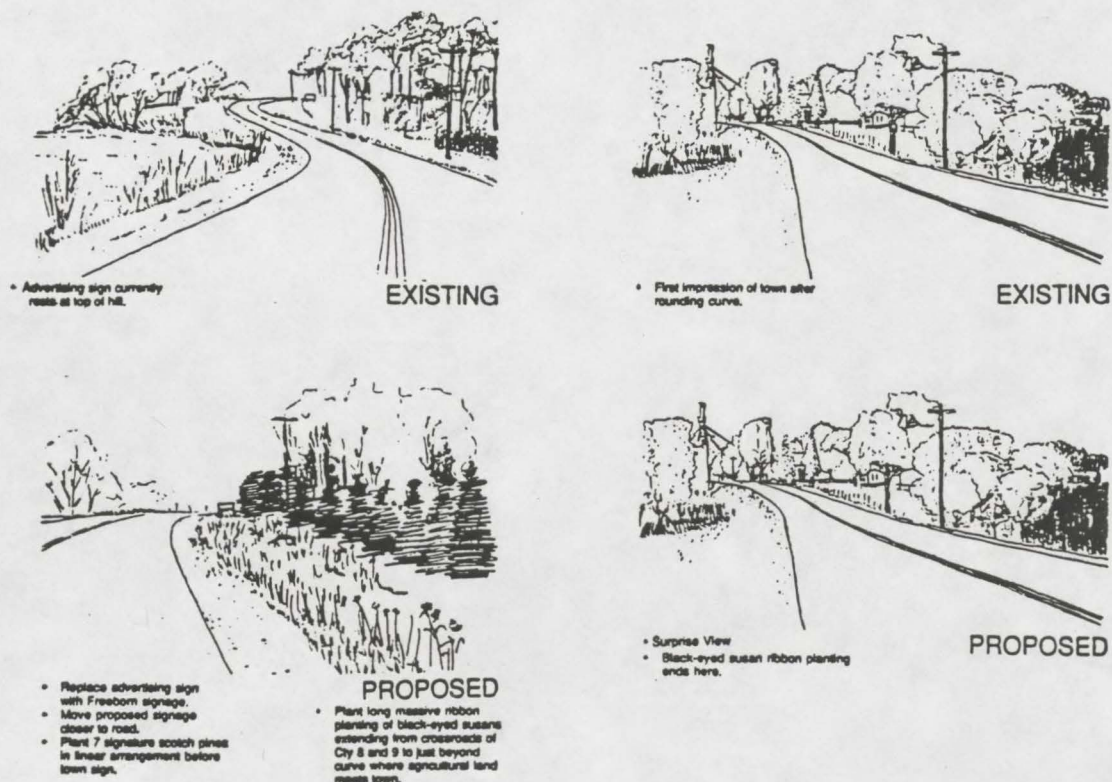 • Advertising sign currently
rests at top of hill.
EXISTING
• First impression of town after
rounding curve.
EXISTING
• Replace advertising sign
with Freeborn signage.
• Move proposed signage
closer to road.
• Plant 7 signature scotch pines
in linear arrangement before
town sign.
PROPOSED
• Plant long massive ribbon
planting of black-eyed susans
extending from crossroads of
Cty 8 and 9 to just beyond
curve where agricultural land
meets town.
• Surprise View
• Black-eyed susan ribbon planting
ends here.
PROPOSED